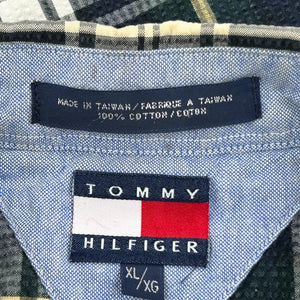 MADE IN TAIWAN / FABRIQUE A TAIWAN
100% COTTON / COTON
TOMMY
HILFIGER
XL/
XG